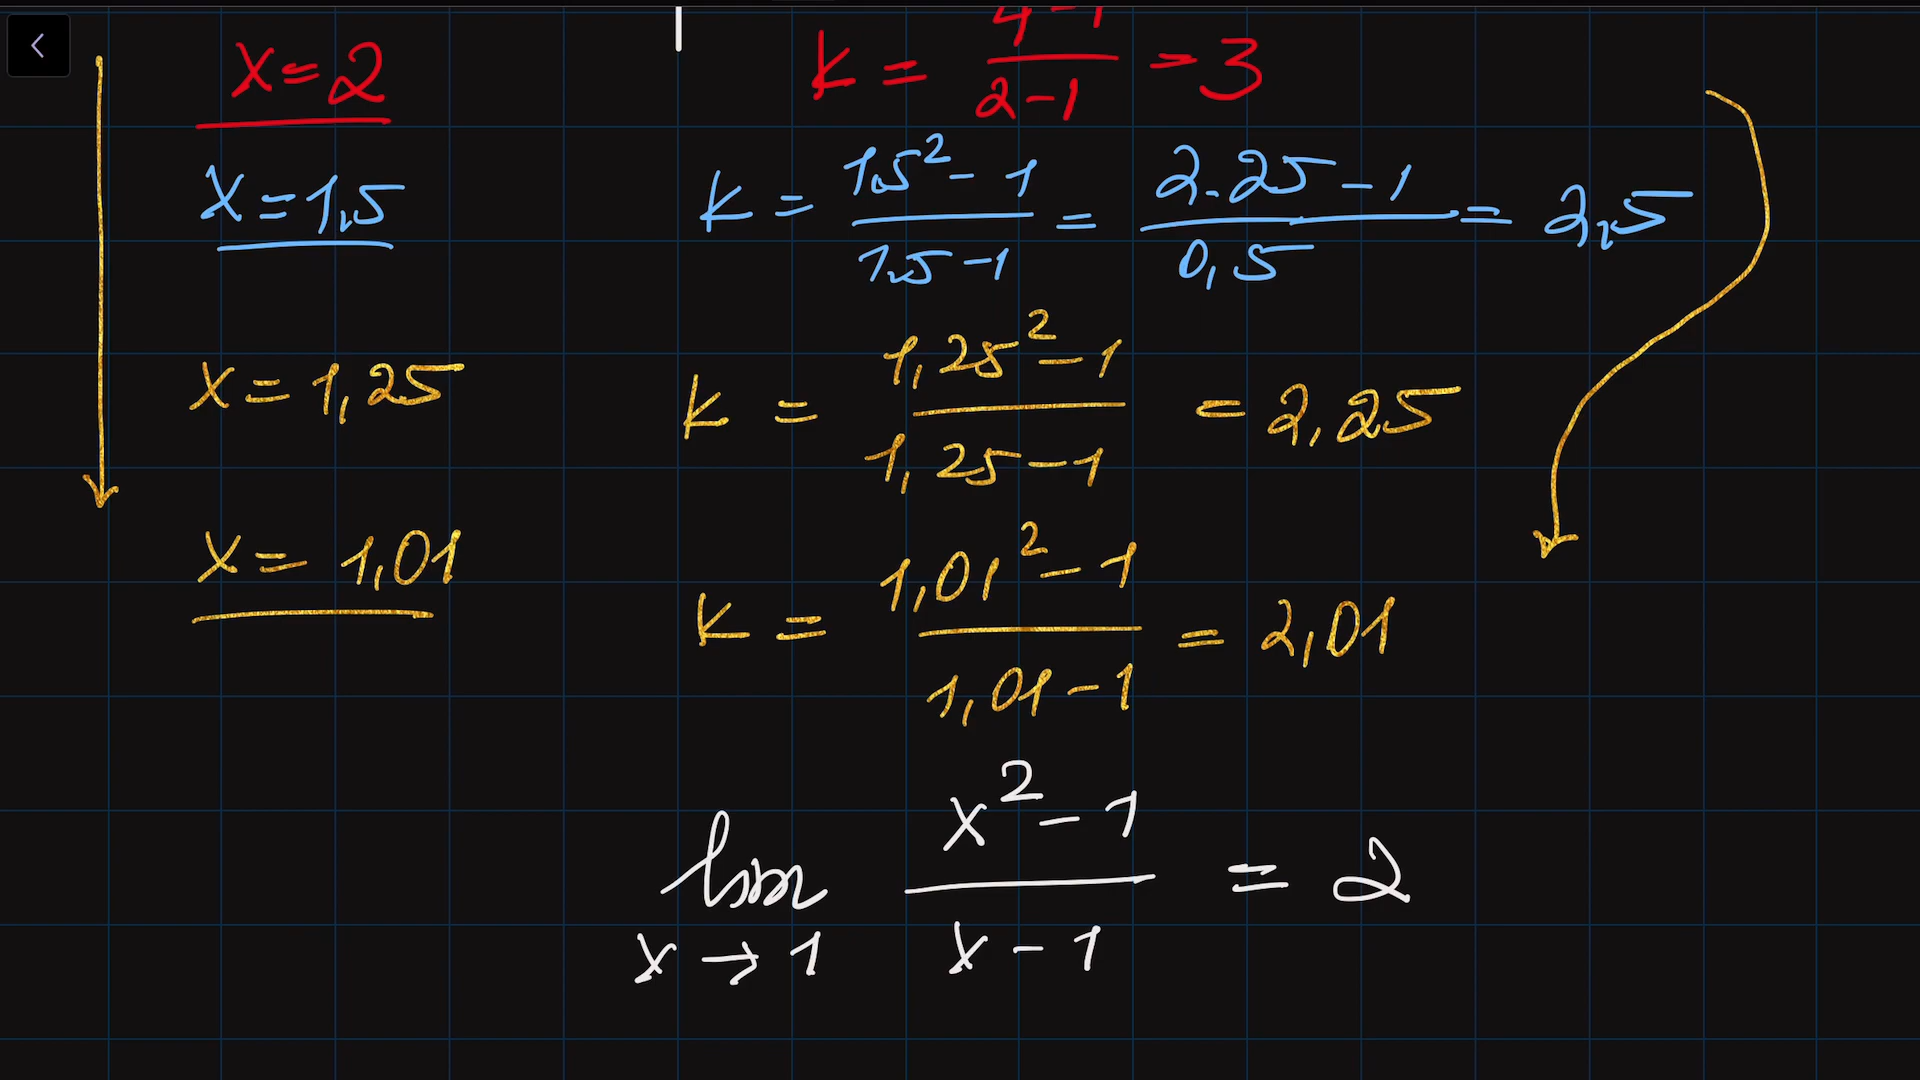 x=2 k = (4-1)/(2-1) = 3
x=1,5 k = (1.5²-1)/(1.5-1) = (2.25-1)/(0,5) = 2,5
x=1,25 k = (1,25²-1)/(1,25-1) = 2,25
x=1,01 k = (1,01²-1)/(1,01-1) = 2,01
lim x→1 (x²-1)/(x-1) = 2